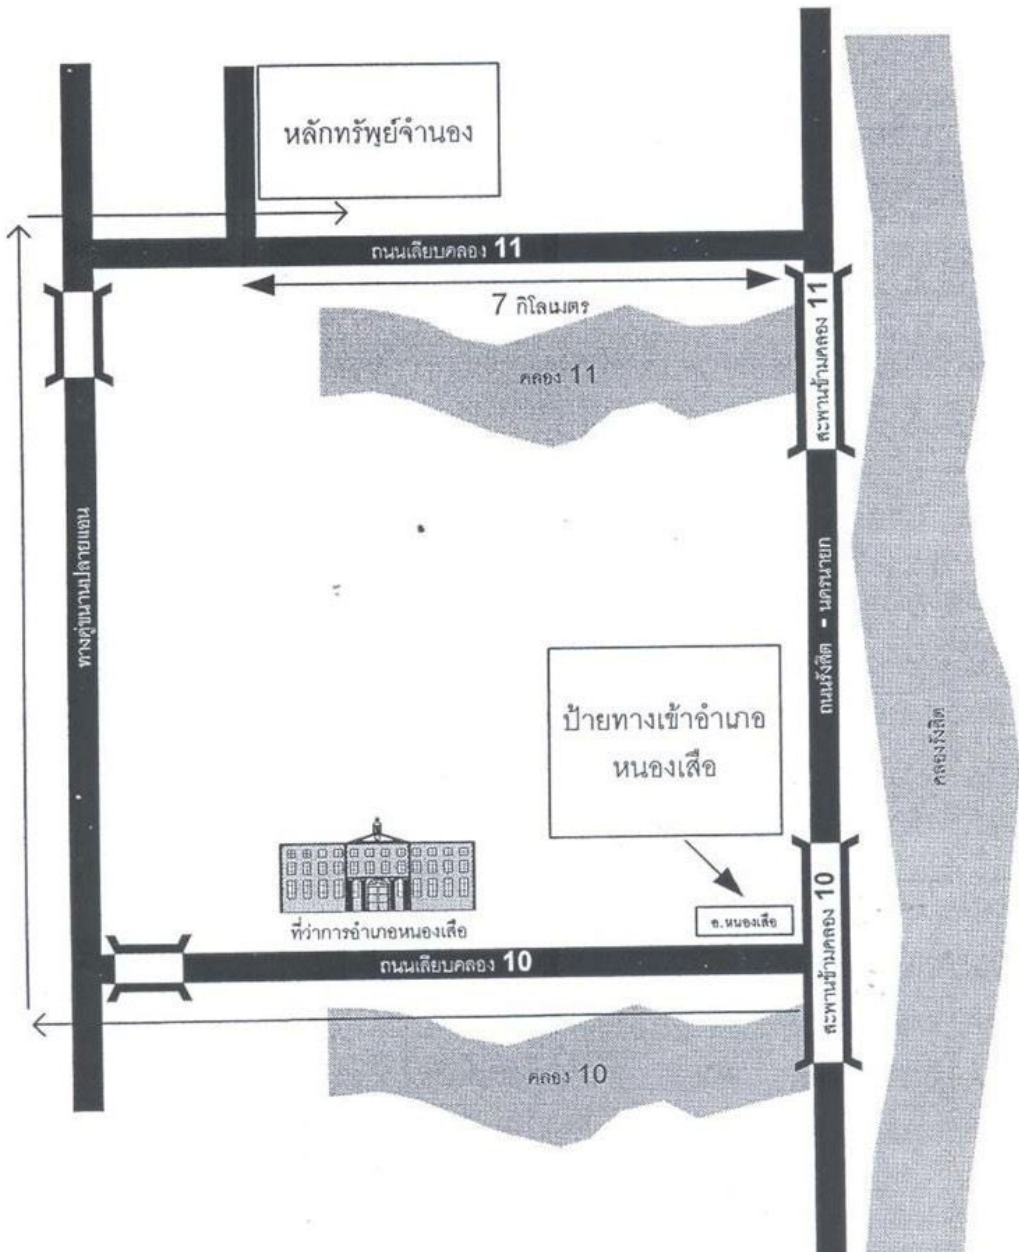 หลักทรัพย์จำนอง
ถนนเลียบคลอง 11
7 กิโลเมตร
คลอง 11
สะพานข้ามคลอง 11
ทางคู่ขนานปลายแอน
ถนนรังสิต - นครนายก
คลองรังสิต
ป้ายทางเข้าอำเภอ
หนองเสือ
อ.หนองเสือ
ที่ว่าการอำเภอหนองเสือ
ถนนเลียบคลอง 10
สะพานข้ามคลอง 10
คลอง 10